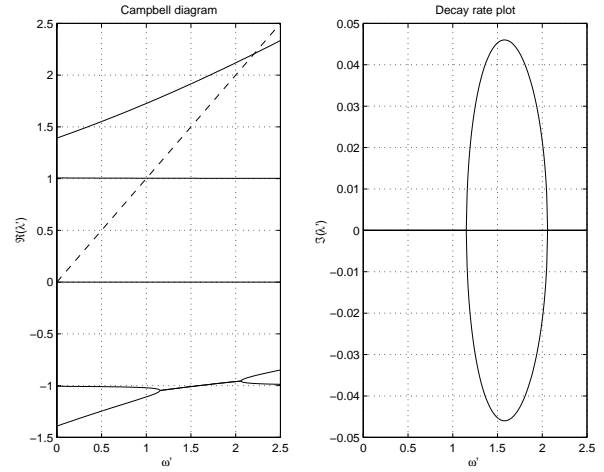 Campbell diagram
2.5
2
1.5
1
0.5
0
−0.5
−1
−1.5
ℜ(λ')
0 0.5 1 1.5 2 2.5
ω'
Decay rate plot
0.05
0.04
0.03
0.02
0.01
0
−0.01
−0.02
−0.03
−0.04
−0.05
ℑ(λ')
0 0.5 1 1.5 2 2.5
ω'